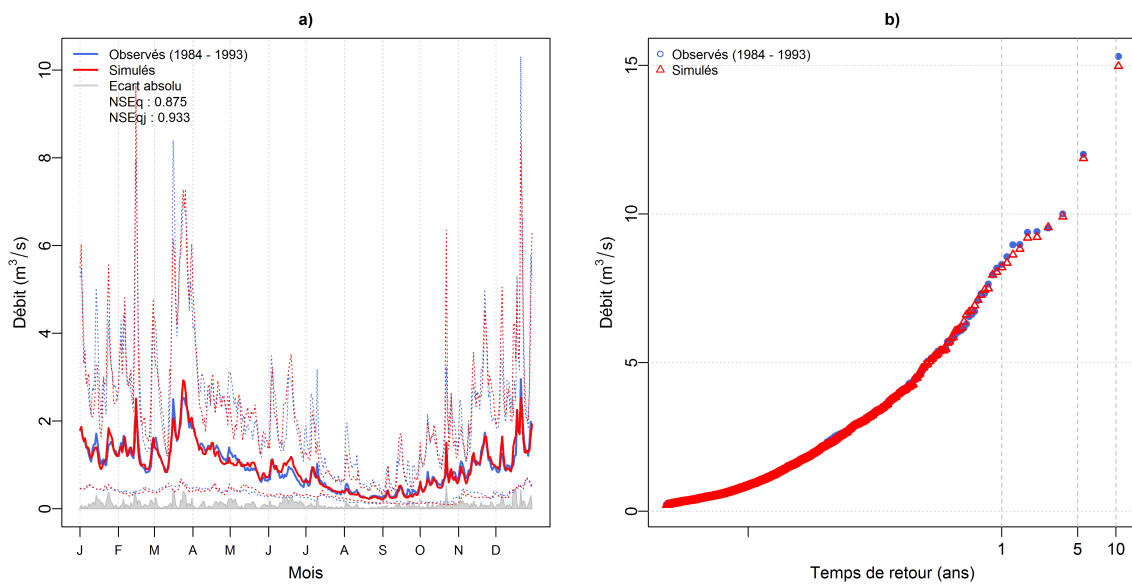 a)
Observés (1984 - 1993)
Simulés
Ecart absolu
NSEq : 0.875
NSEqj : 0.933
Débit (m³/s)
10
8
6
4
2
0
J F M A M J J A S O N D
Mois
b)
Observés (1984 - 1993)
Simulés
Débit (m³/s)
15
10
5
0
1 5 10
Temps de retour (ans)